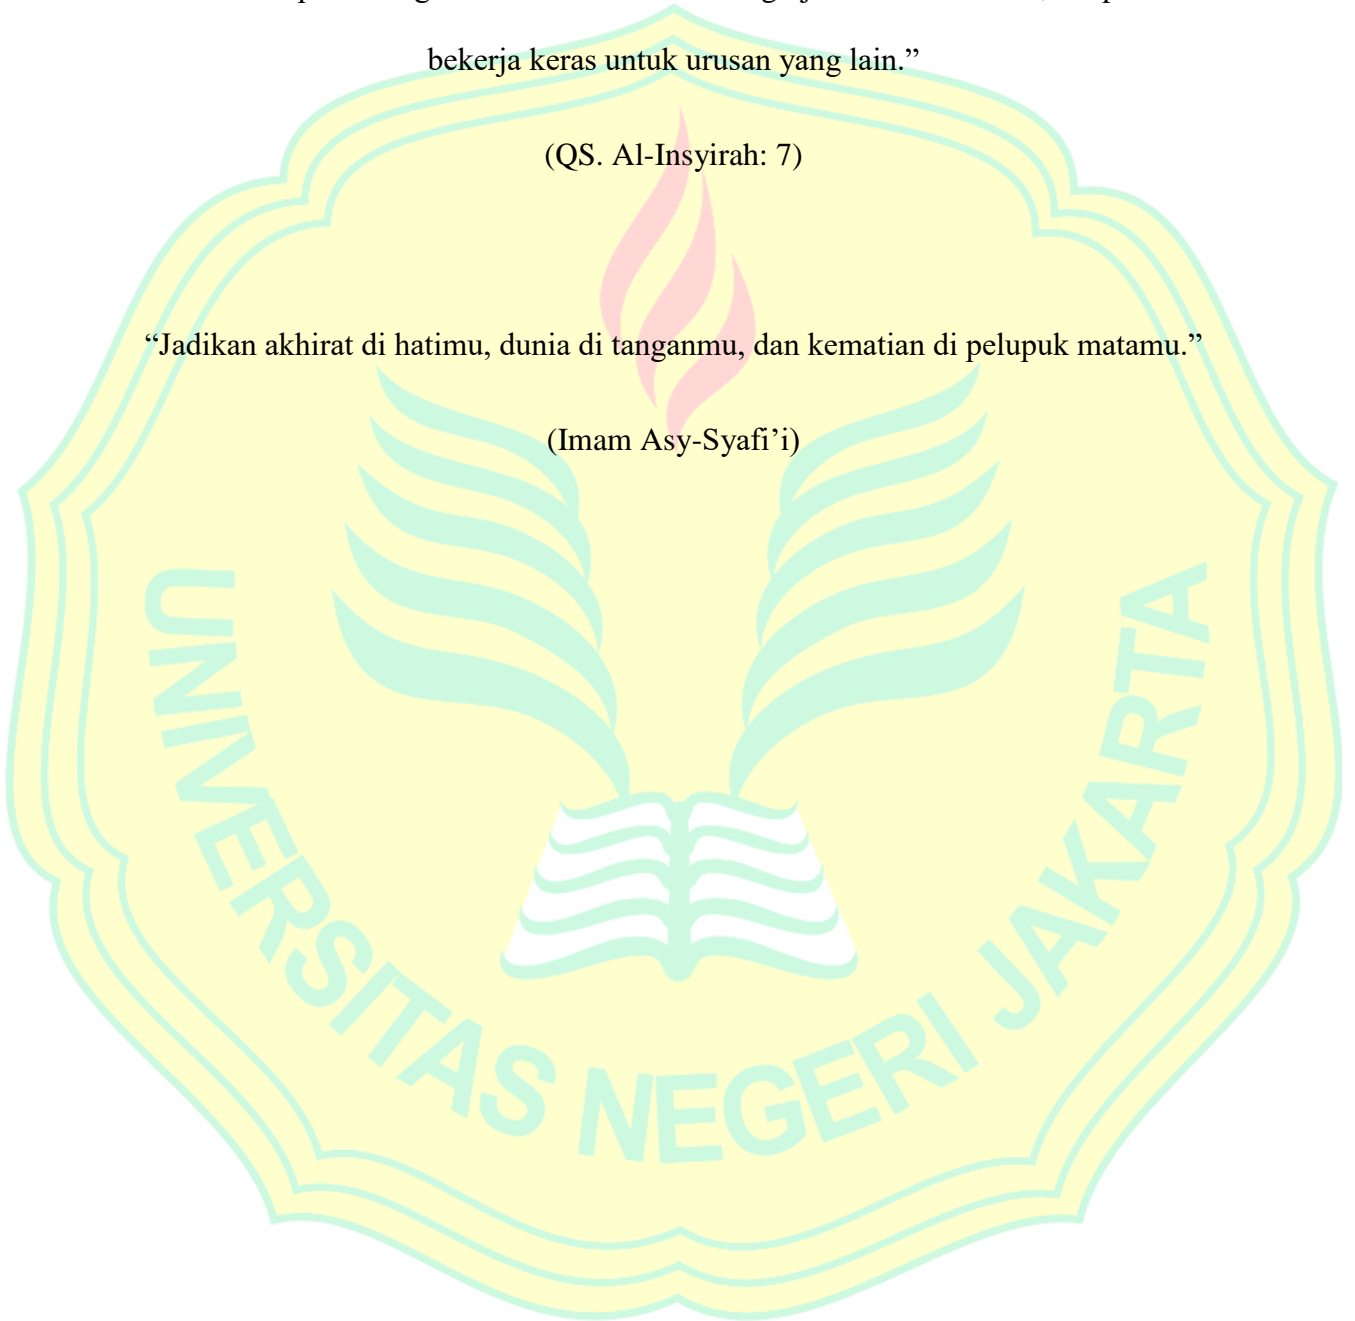 bekerja keras untuk urusan yang lain.”
(QS. Al-Insyirah: 7)
“Jadikan akhirat di hatimu, dunia di tanganmu, dan kematian di pelupuk matamu.”
(Imam Asy-Syafi’i)
UNIVERSITAS NEGERI JAKARTA